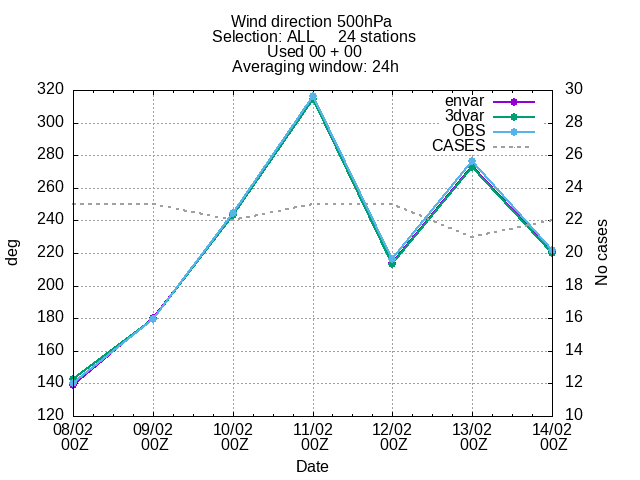 Wind direction 500hPa
Selection: ALL 24 stations
Used 00 + 00
Averaging window: 24h
320 30
envar
300 28
3dvar
OBS
CASES
280 26
260 24
240 22
220 20
200 18
180 16
160 14
140 12
120 10
deg
No cases
08/02 09/02 10/02 11/02 12/02 13/02 14/02
00Z 00Z 00Z 00Z 00Z 00Z 00Z
Date